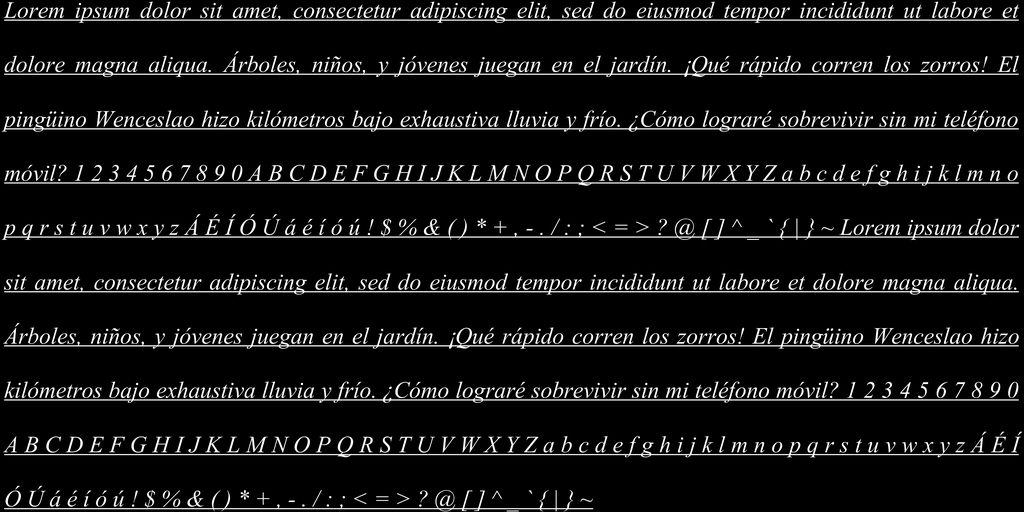 Lorem ipsum dolor sit amet, consectetur adipiscing elit, sed do eiusmod tempor incididunt ut labore et
dolore magna aliqua. Árboles, niños, y jóvenes juegan en el jardín. ¡Qué rápido corren los zorros! El
pingüino Wenceslao hizo kilómetros bajo exhaustiva lluvia y frío. ¿Cómo lograré sobrevivir sin mi teléfono
móvil? 1 2 3 4 5 6 7 8 9 0 A B C D E F G H I J K L M N O P Q R S T U V W X Y Z a b c d e f g h i j k l m n o
p q r s t u v w x y z Á É Í Ó Ú á é í ó ú ! $ % & ( ) * + , - . / : ; < = > ? @ [ ] ^ _ ` { | } ~ Lorem ipsum dolor
sit amet, consectetur adipiscing elit, sed do eiusmod tempor incididunt ut labore et dolore magna aliqua.
Árboles, niños, y jóvenes juegan en el jardín. ¡Qué rápido corren los zorros! El pingüino Wenceslao hizo
kilómetros bajo exhaustiva lluvia y frío. ¿Cómo lograré sobrevivir sin mi teléfono móvil? 1 2 3 4 5 6 7 8 9 0
A B C D E F G H I J K L M N O P Q R S T U V W X Y Z a b c d e f g h i j k l m n o p q r s t u v w x y z Á É Í
Ó Ú á é í ó ú ! $ % & ( ) * + , - . / : ; < = > ? @ [ ] ^ _ ` { | } ~